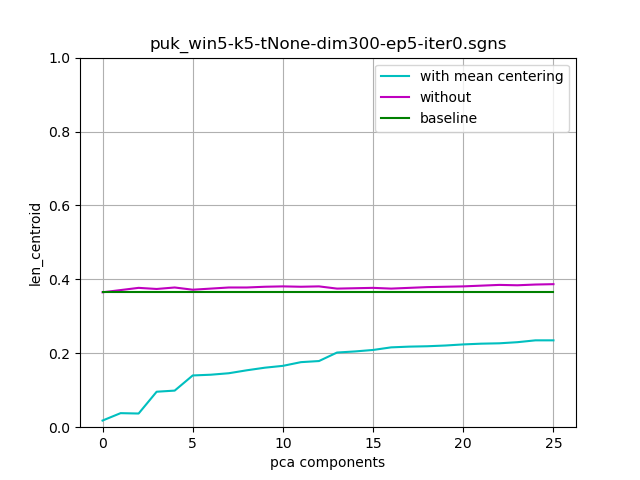 puk_win5-k5-tNone-dim300-ep5-iter0.sgns
with mean centering
without
baseline
len_centroid
1.0
0.8
0.6
0.4
0.2
0.0
0 5 10 15 20 25
pca components